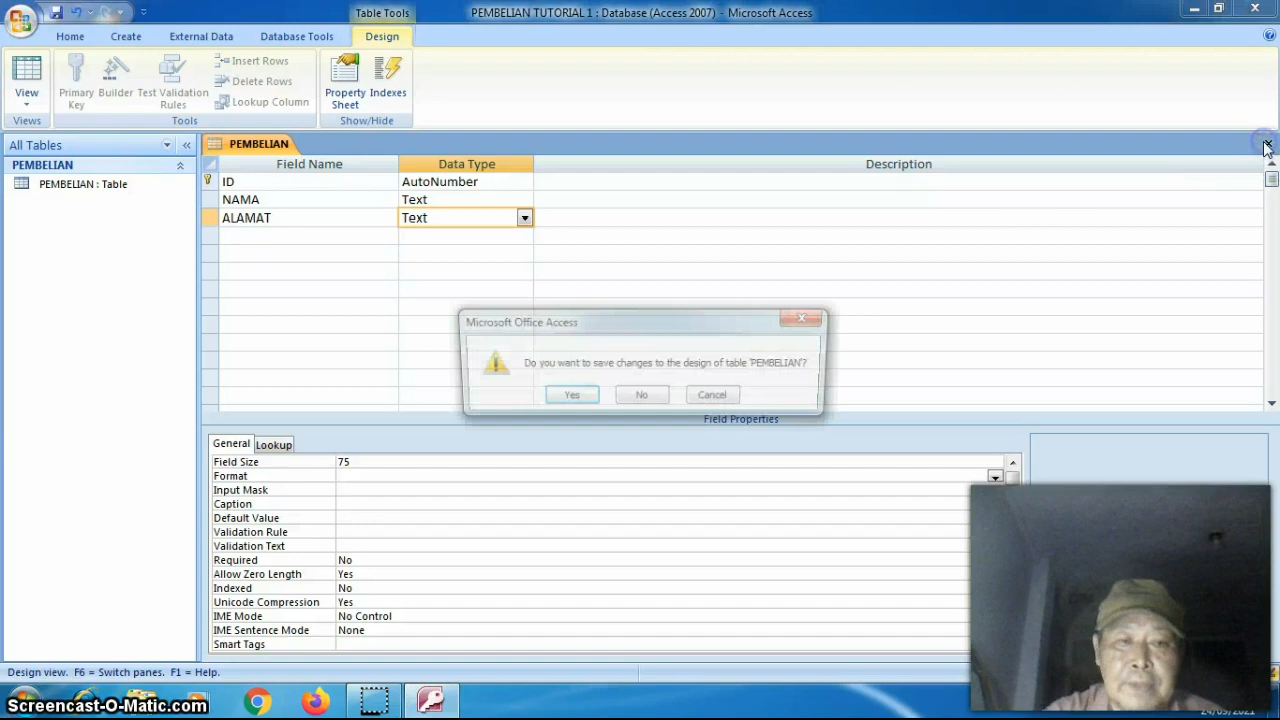 Table Tools
PEMBELIAN TUTORIAL 1 : Database (Access 2007) - Microsoft Access
Home
Create
External Data
Database Tools
Design
View
Primary Key
Builder
Test Validation Rules
Insert Rows
Delete Rows
Lookup Column
Property Sheet
Indexes
Views
Tools
Show/Hide
All Tables
PEMBELIAN
PEMBELIAN : Table
PEMBELIAN
Field Name Data Type Description
ID AutoNumber
NAMA Text
ALAMAT Text
Microsoft Office Access
Do you want to save changes to the design of table 'PEMBELIAN'?
Yes No Cancel
Field Properties
General Lookup
Field Size 75
Format
Input Mask
Caption
Default Value
Validation Rule
Validation Text
Required No
Allow Zero Length Yes
Indexed No
Unicode Compression Yes
IME Mode No Control
IME Sentence Mode None
Smart Tags
Design view. F6 = Switch panes. F1 = Help.
Screencast-O-Matic.com
24/09/2021